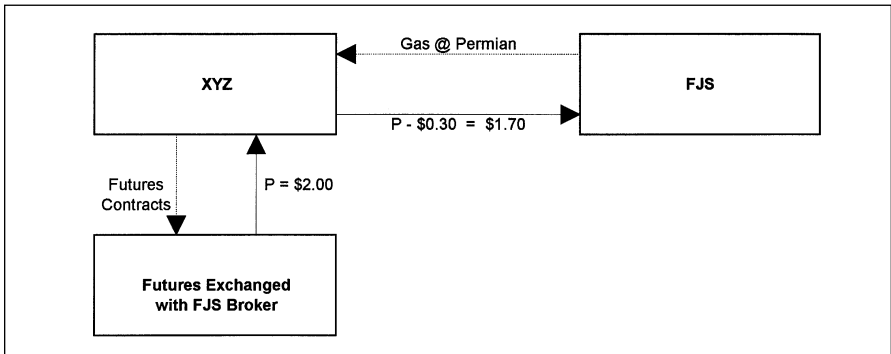 Gas @ Permian
XYZ
FJS
P - $0.30 = $1.70
Futures
Contracts
P = $2.00
Futures Exchanged
with FJS Broker